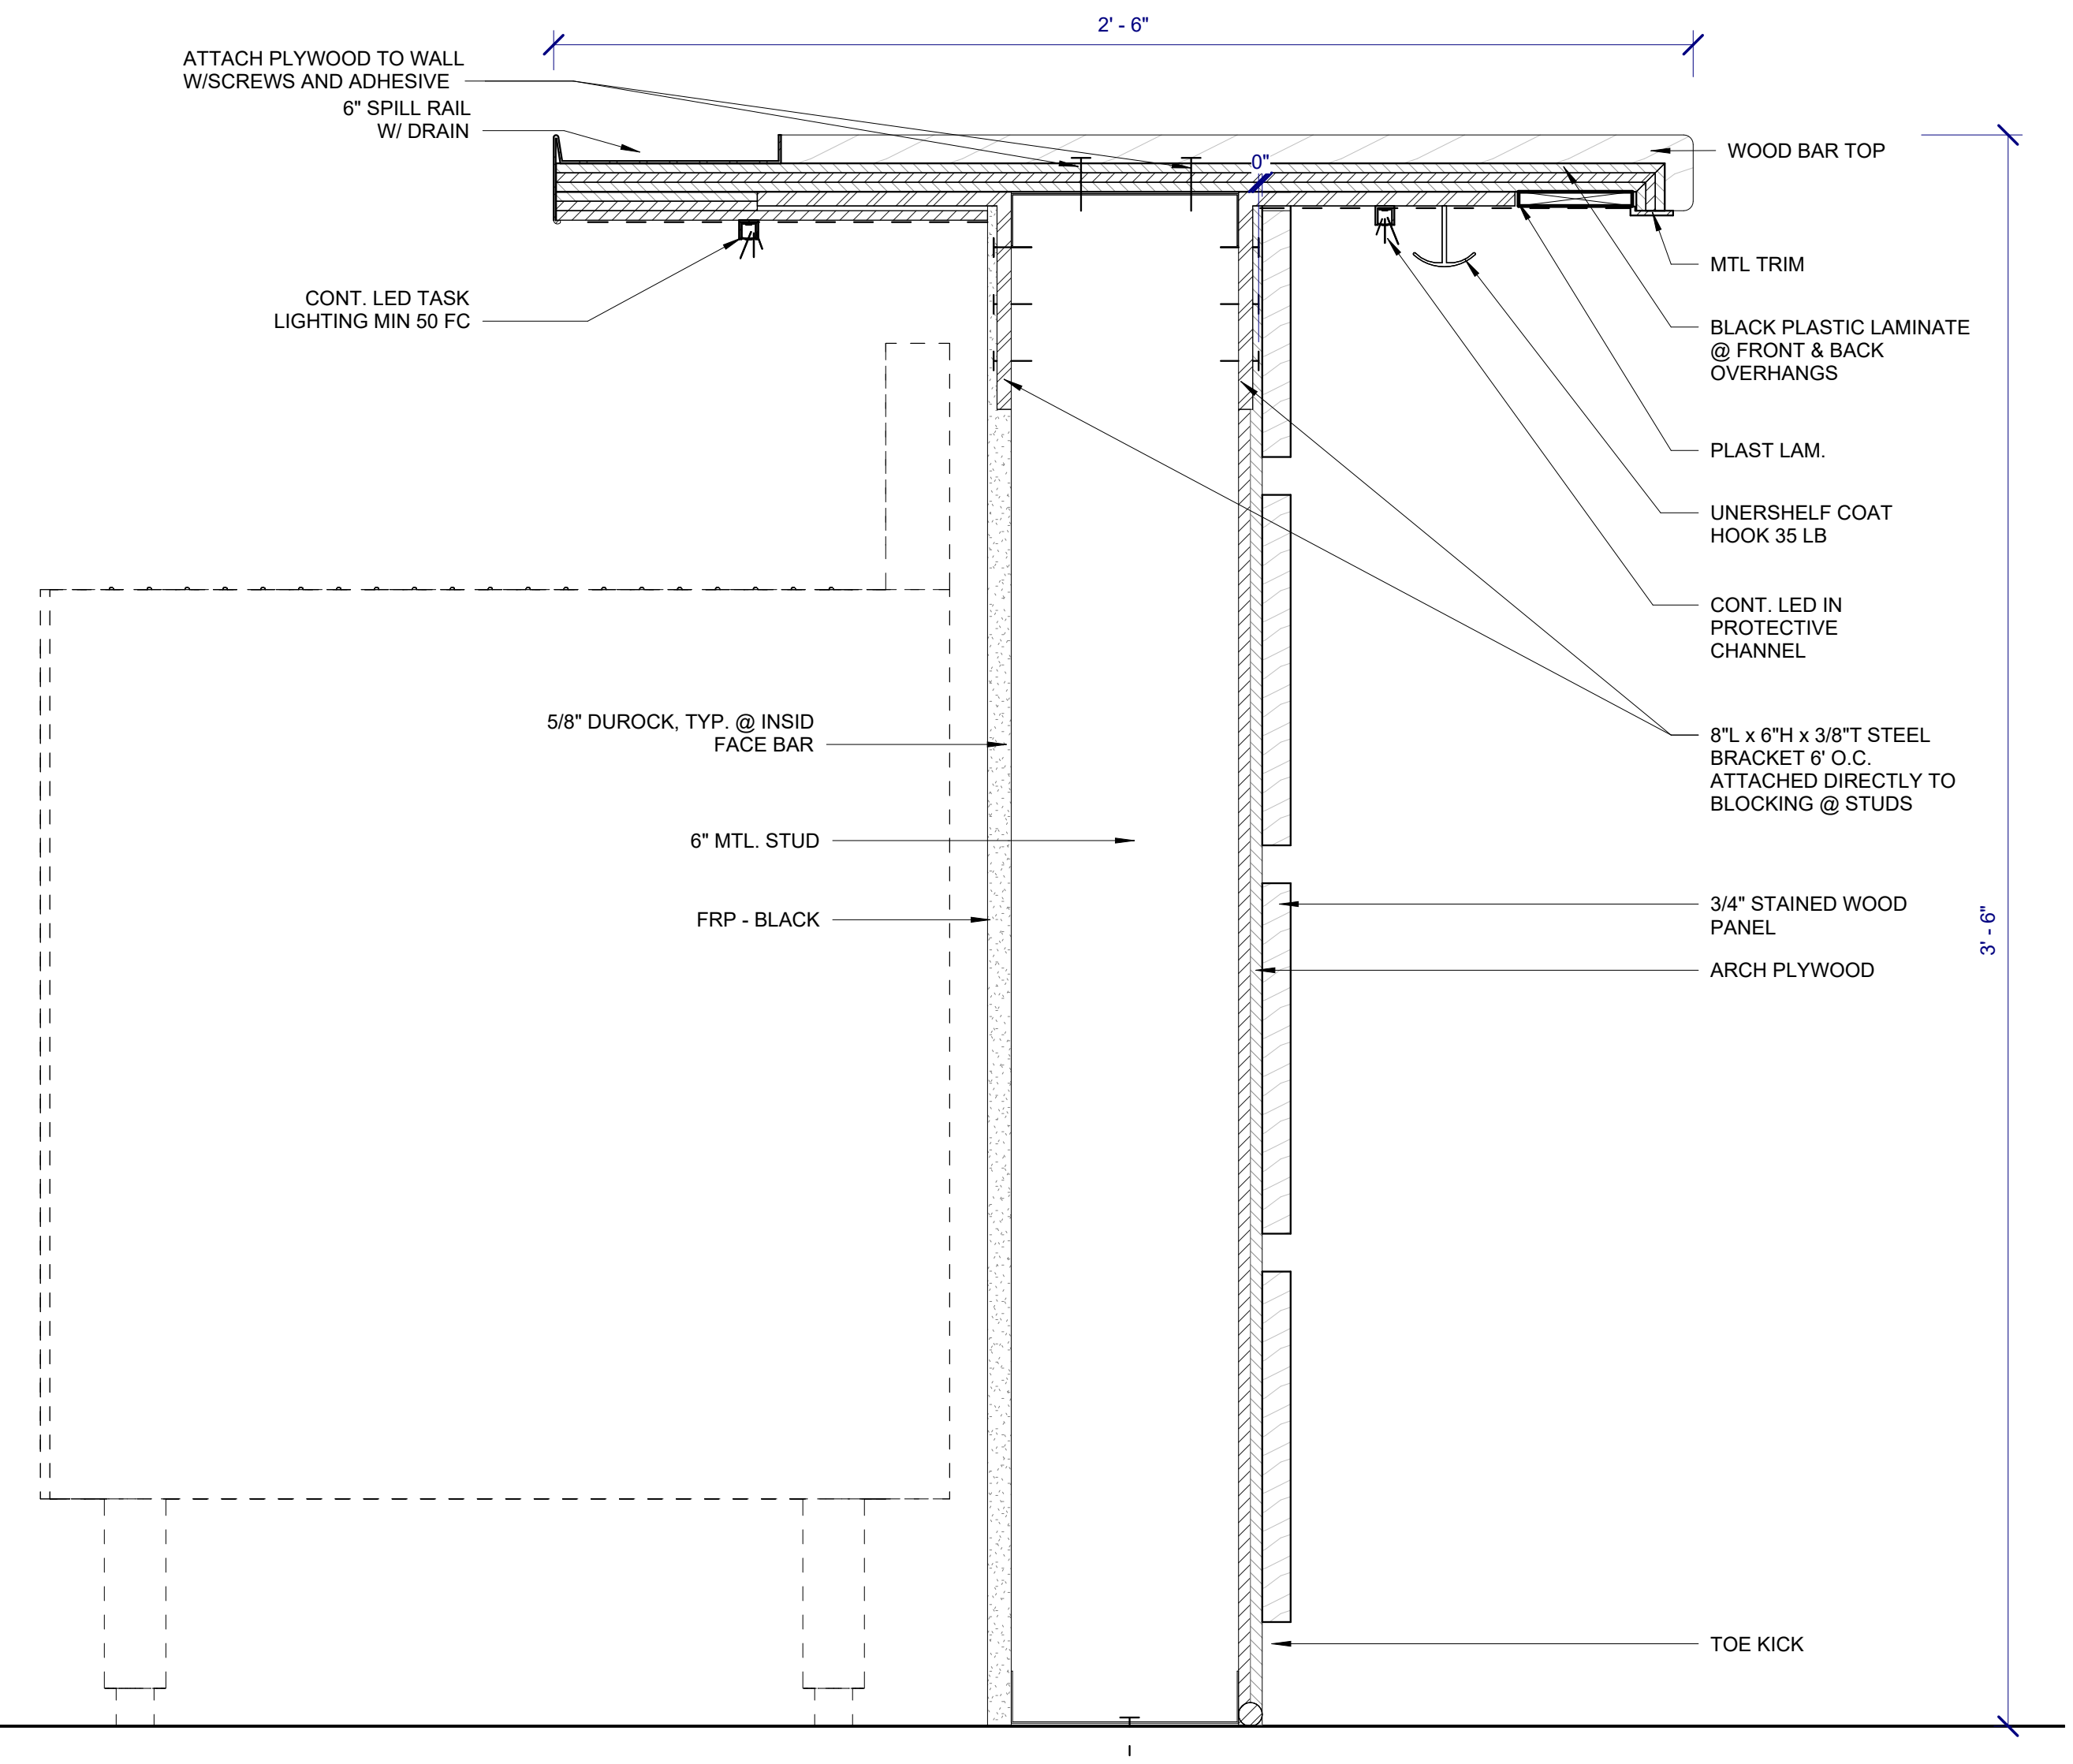 2' - 6"
ATTACH PLYWOOD TO WALL
W/SCREWS AND ADHESIVE
6" SPILL RAIL
W/ DRAIN
CONT. LED TASK
LIGHTING MIN 50 FC
5/8" DUROCK, TYP. @ INSID
FACE BAR
6" MTL. STUD
FRP - BLACK
0"
WOOD BAR TOP
MTL TRIM
BLACK PLASTIC LAMINATE
@ FRONT & BACK
OVERHANGS
PLAST LAM.
UNERSHELF COAT
HOOK 35 LB
CONT. LED IN
PROTECTIVE
CHANNEL
8"L x 6"H x 3/8"T STEEL
BRACKET 6' O.C.
ATTACHED DIRECTLY TO
BLOCKING @ STUDS
3/4" STAINED WOOD
PANEL
ARCH PLYWOOD
TOE KICK
3' - 6"